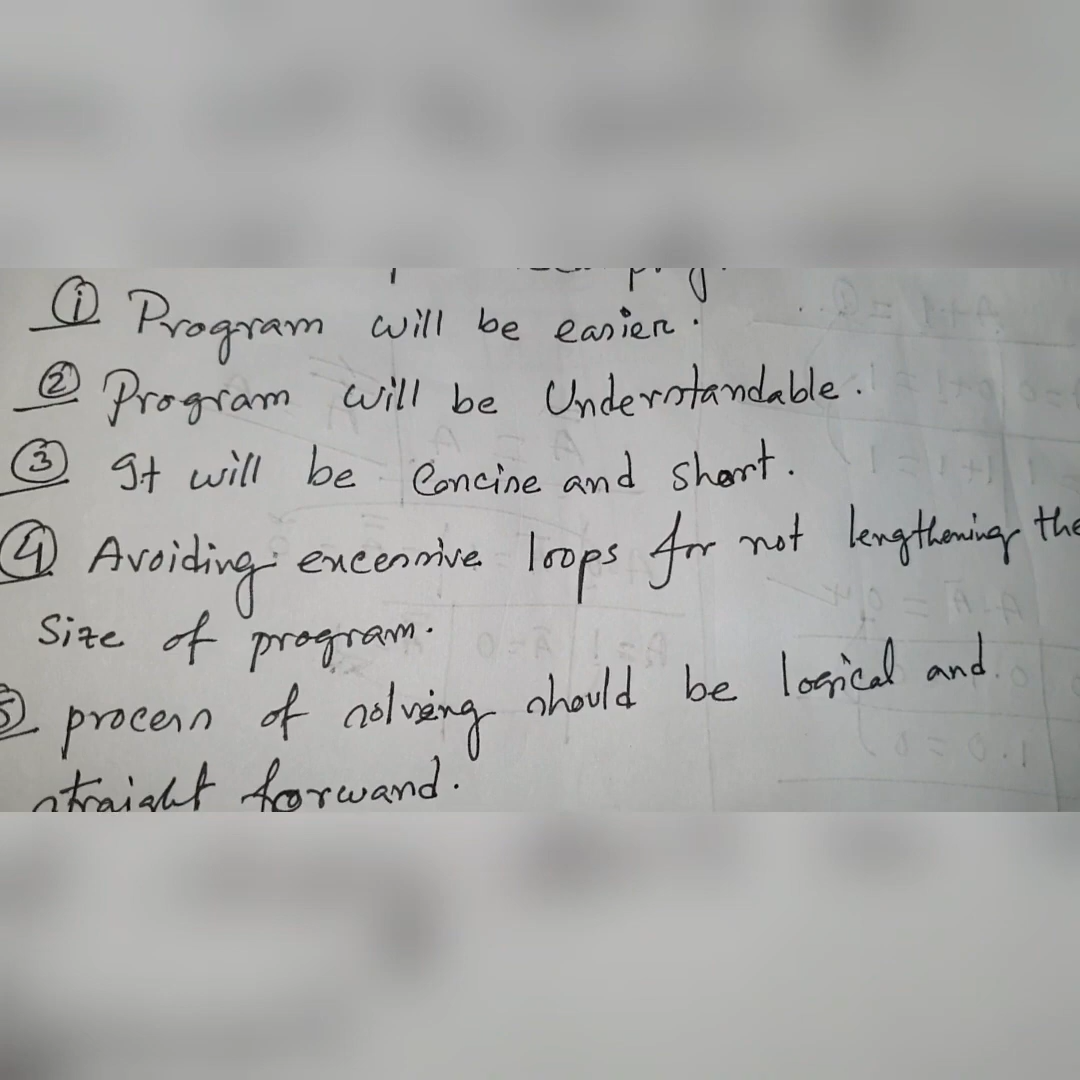 ① Program will be easier.
② Program will be Understandable.
③ It will be Concise and short.
④ Avoiding excessive loops for not lengthening the
size of program.
⑤ process of solving should be logical and
straight forward.